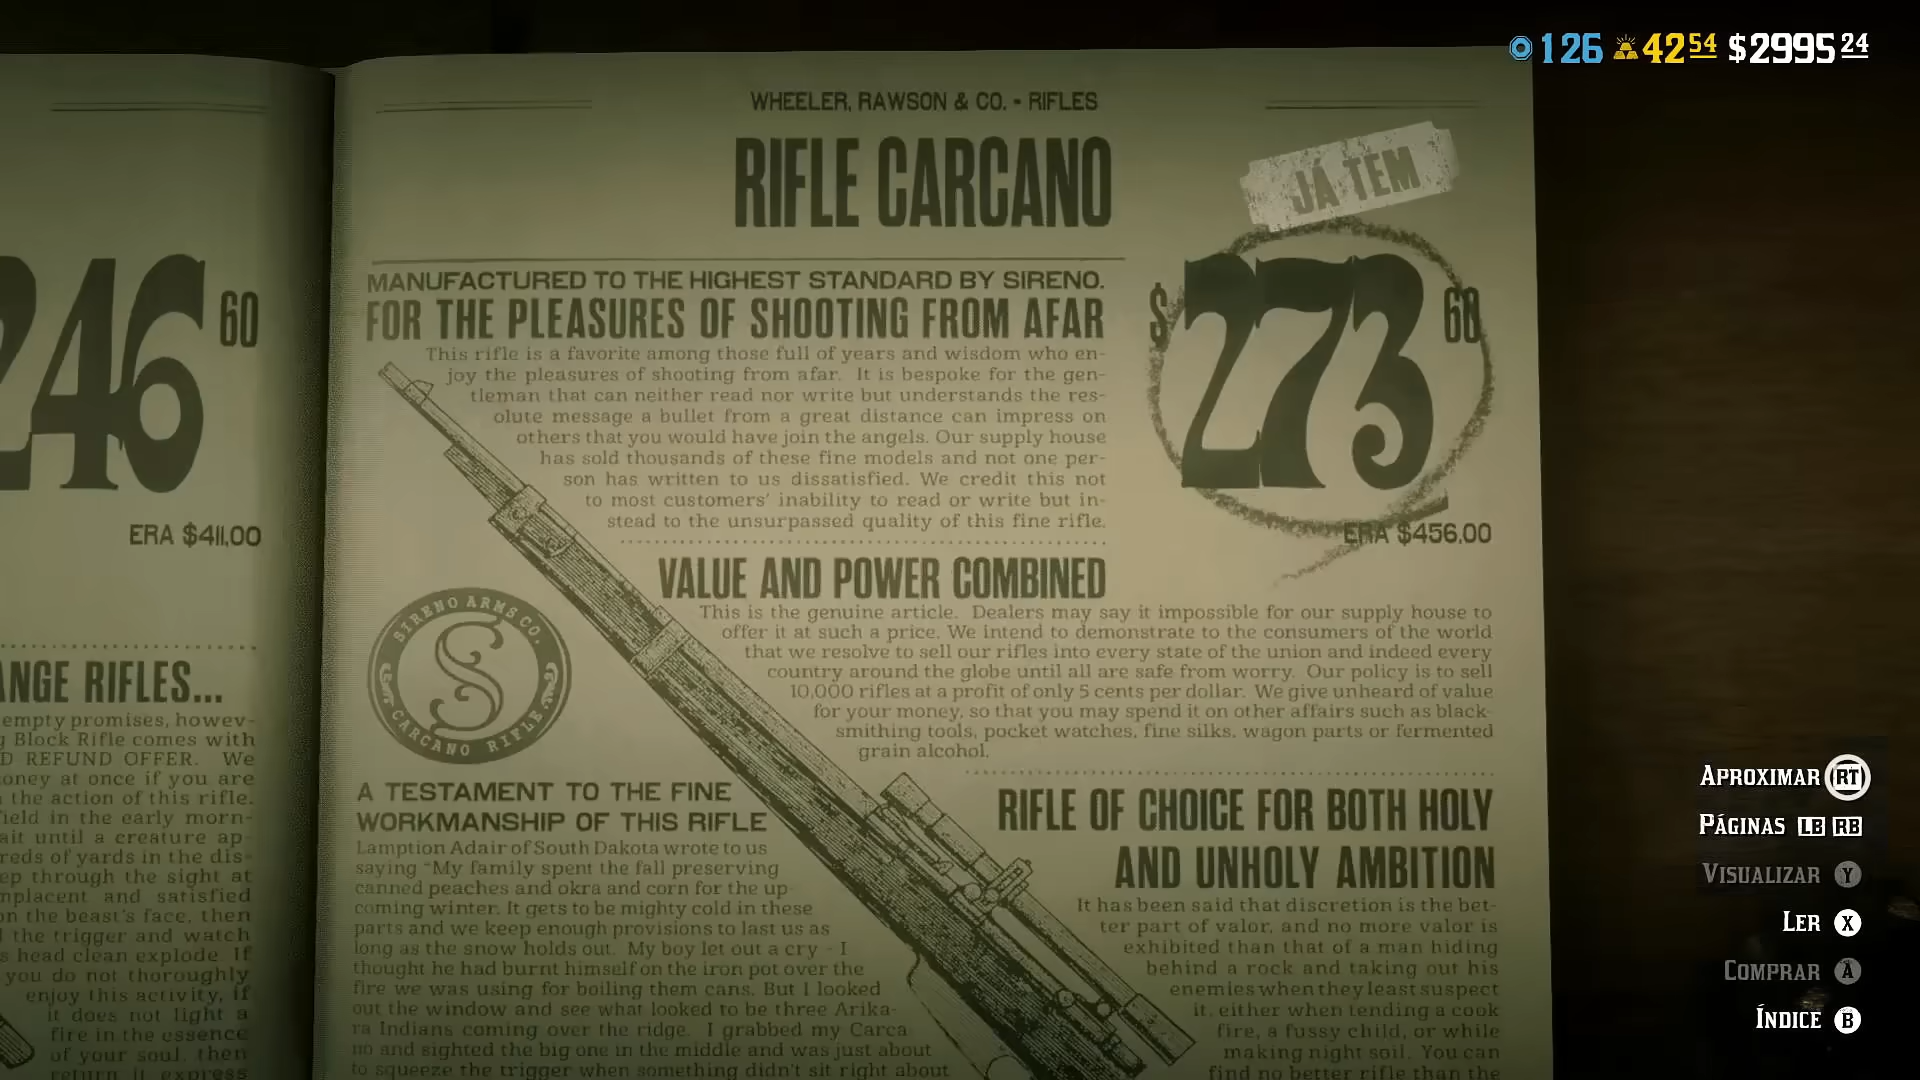 126 42 54 $2995 24
WHEELER, RAWSON & CO. • RIFLES
246 60
ERA $411,00
ANGE RIFLES...
empty promises, howev-
Block Rifle comes with
REFUND OFFER. We
oney at once if you are
the action of this rifle.
field in the early morn-
ait until a creature ap-
reds of yards in the dis-
ep through the sight at
mplacent and satisfied
on the beast's face, then
the trigger and watch
s head clean explode. If
you do not thoroughly
enjoy this activity, if
it does not light a
fire in the essence
of your soul, then
return it express
RIFLE CARCANO
JÁ TEM
$273 60
ERA $456,00
MANUFACTURED TO THE HIGHEST STANDARD BY SIRENO.
FOR THE PLEASURES OF SHOOTING FROM AFAR
This rifle is a favorite among those full of years and wisdom who en-
joy the pleasures of shooting from afar. It is bespoke for the gen-
tleman that can neither read nor write but understands the res-
olute message a bullet from a great distance can impress on
others that you would have join the angels. Our supply house
has sold thousands of these fine models and not one per-
son has written to us dissatisfied. We credit this not
to most customers' inability to read or write but in-
stead to the unsurpassed quality of this fine rifle.
VALUE AND POWER COMBINED
This is the genuine article. Dealers may say it impossible for our supply house to
offer it at such a price. We intend to demonstrate to the consumers of the world
that we resolve to sell our rifles into every state of the union and indeed every
country around the globe until all are safe from worry. Our policy is to sell
10,000 rifles at a profit of only 5 cents per dollar. We give unheard of value
for your money, so that you may spend it on other affairs such as black-
smithing tools, pocket watches, fine silks, wagon parts or fermented
grain alcohol.
SIRENO ARMS CO.
S
CARCANO RIFLE
A TESTAMENT TO THE FINE
WORKMANSHIP OF THIS RIFLE
Lamption Adair of South Dakota wrote to us
saying "My family spent the fall preserving
canned peaches and okra and corn for the up-
coming winter. It gets to be mighty cold in these
parts and we keep enough provisions to last us as
long as the snow holds out. My boy let out a cry - I
thought he had burnt himself on the iron pot over the
fire we was using for boiling them cans. But I looked
out the window and see what looked to be three Arika-
ra Indians coming over the ridge. I grabbed my Carca
no and sighted the big one in the middle and was just about
to squeeze the trigger when something didn't sit right about
RIFLE OF CHOICE FOR BOTH HOLY
AND UNHOLY AMBITION
It has been said that discretion is the bet-
ter part of valor, and no more valor is
exhibited than that of a man hiding
behind a rock and taking out his
enemies when they least suspect
it, either when tending a cook
fire, a fussy child, or while
making night soil. You can
find no better rifle than the
APROXIMAR RT
PÁGINAS LB RB
VISUALIZAR Y
LER X
COMPRAR A
ÍNDICE B